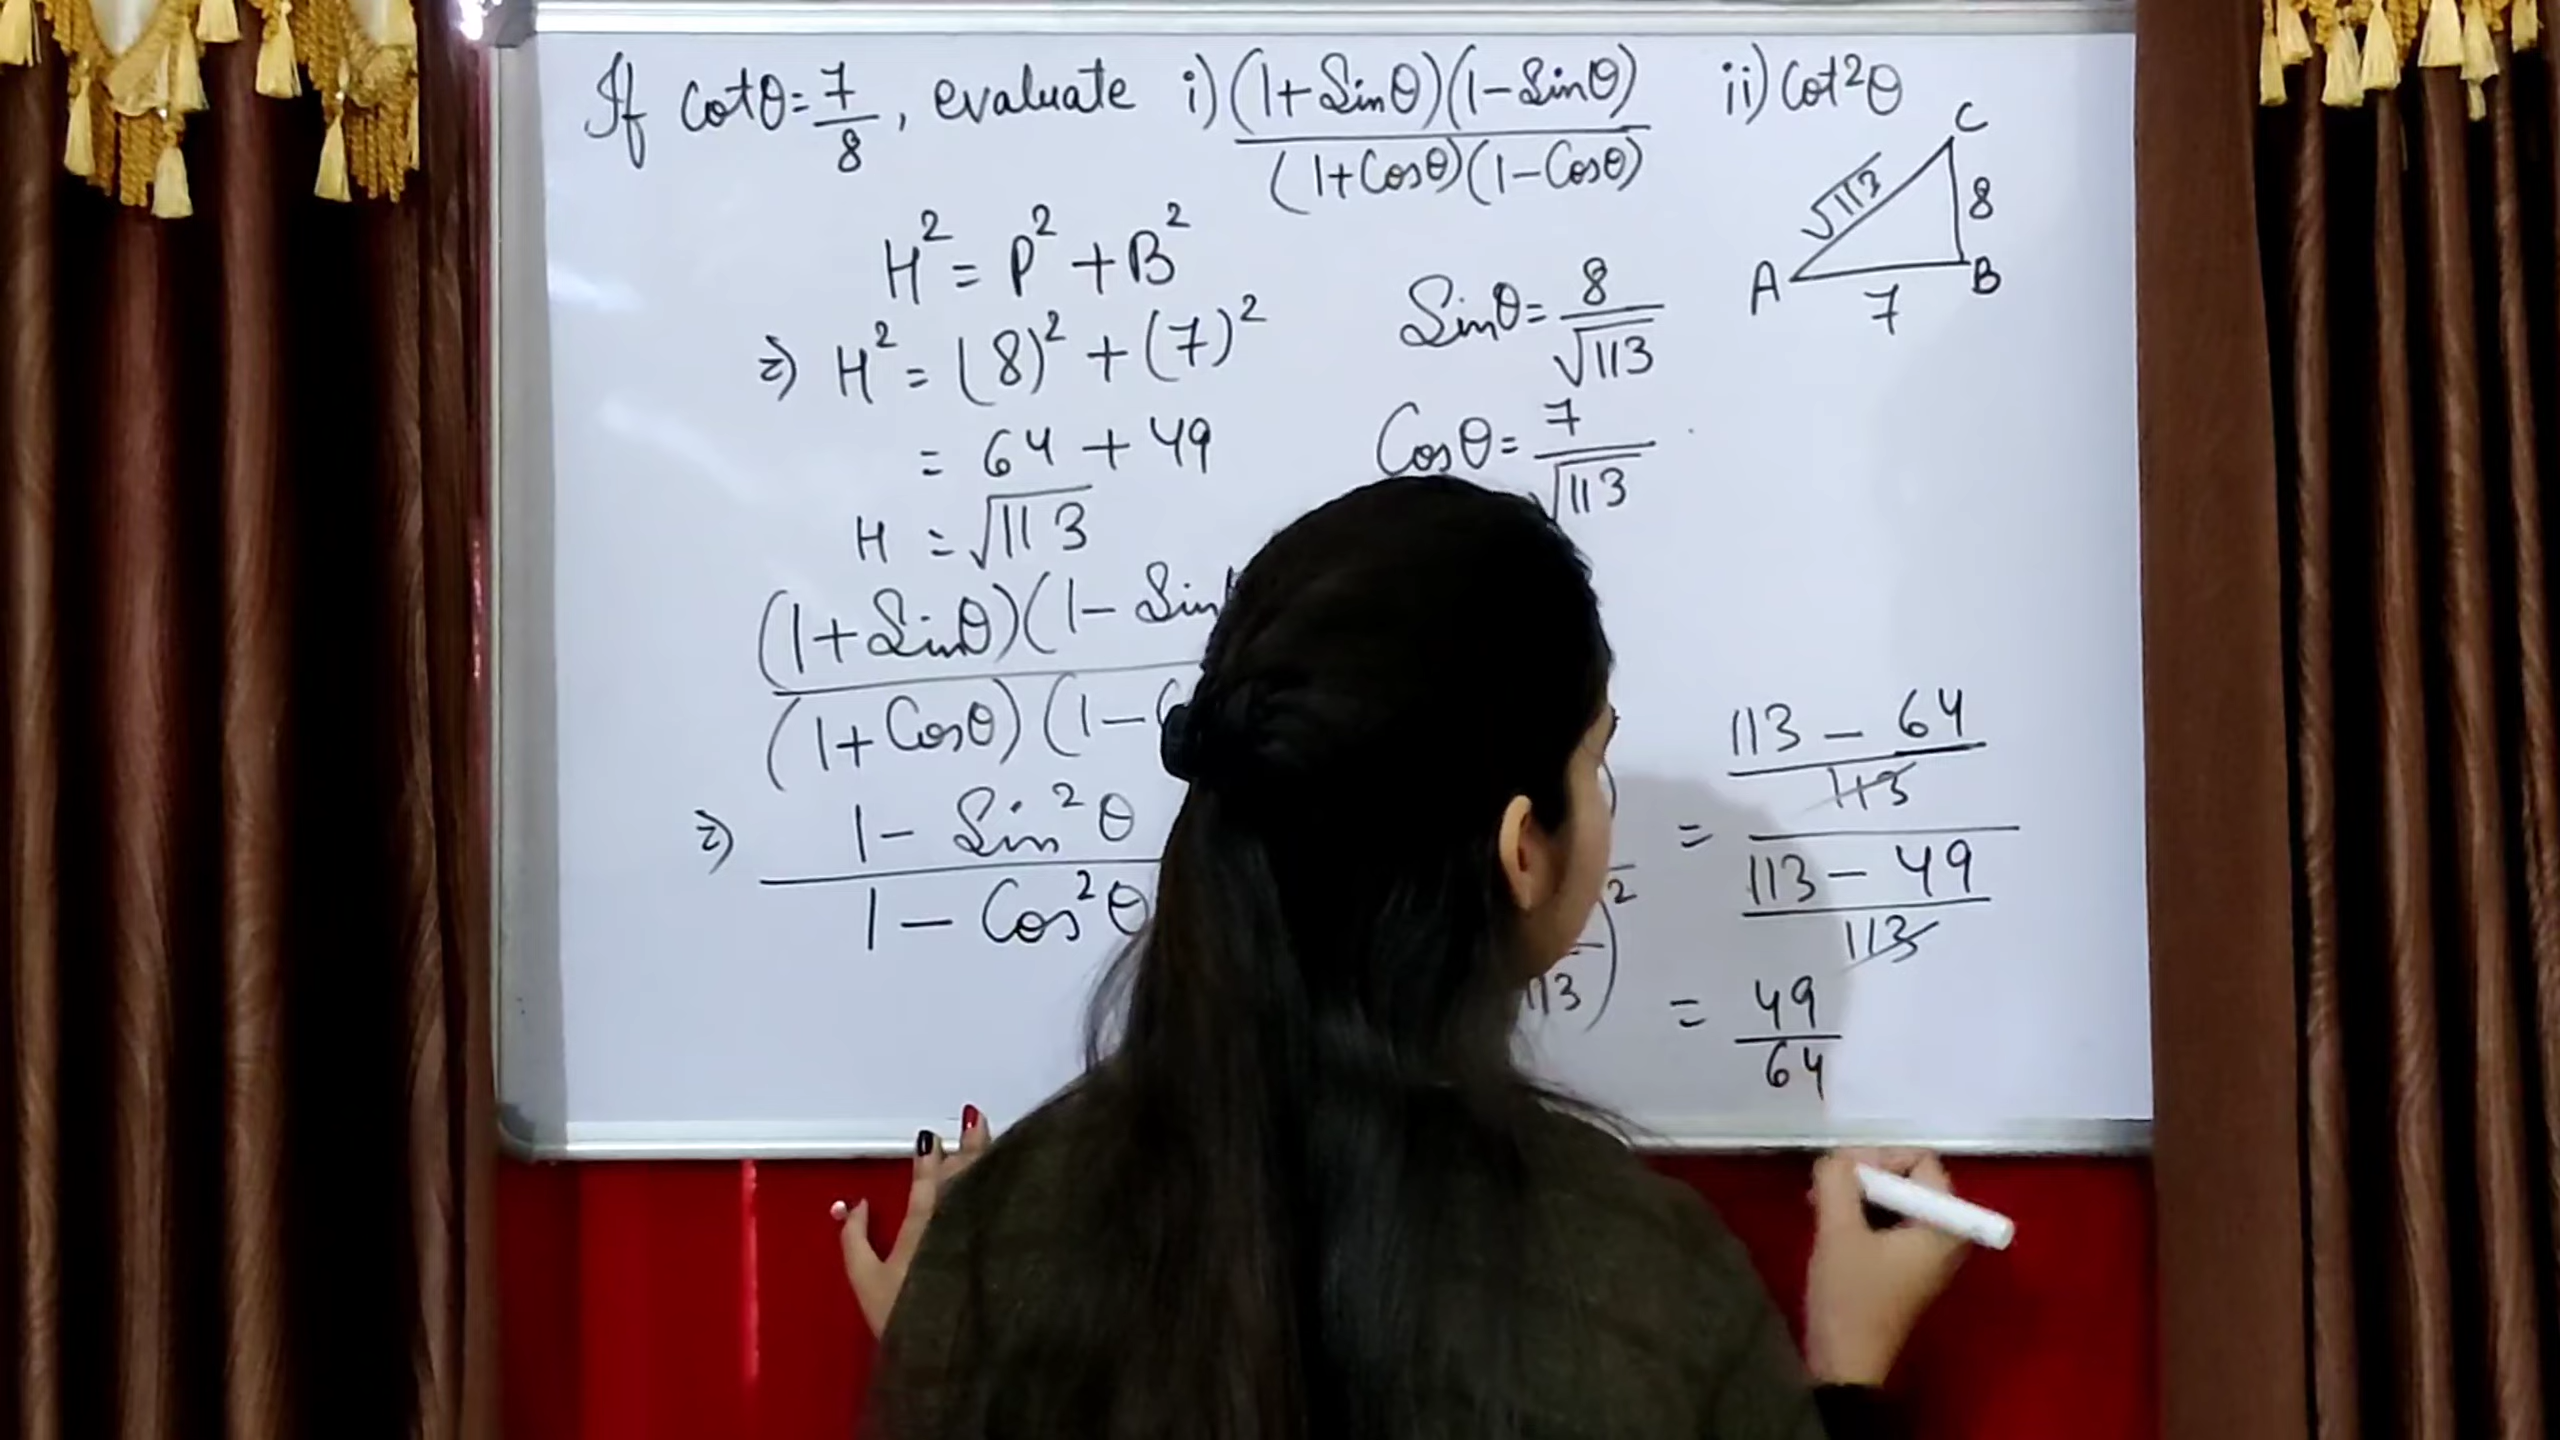 If cotθ = 7/8, evaluate i) (1+Sinθ)(1-Sinθ) / (1+Cosθ)(1-Cosθ) ii) Cot²θ
H² = P² + B²
⇒ H² = (8)² + (7)²
= 64 + 49
H = √113
Sinθ = 8/√113
Cosθ = 7/√113
C
√113
8
A
7
B
(1+Sinθ)(1- Sin
(1+ Cosθ) (1-
⇒ 1- Sin²θ / 1- Cos²θ
)²
13)
= 113 - 64 / 113
113 - 49 / 113
= 49/64